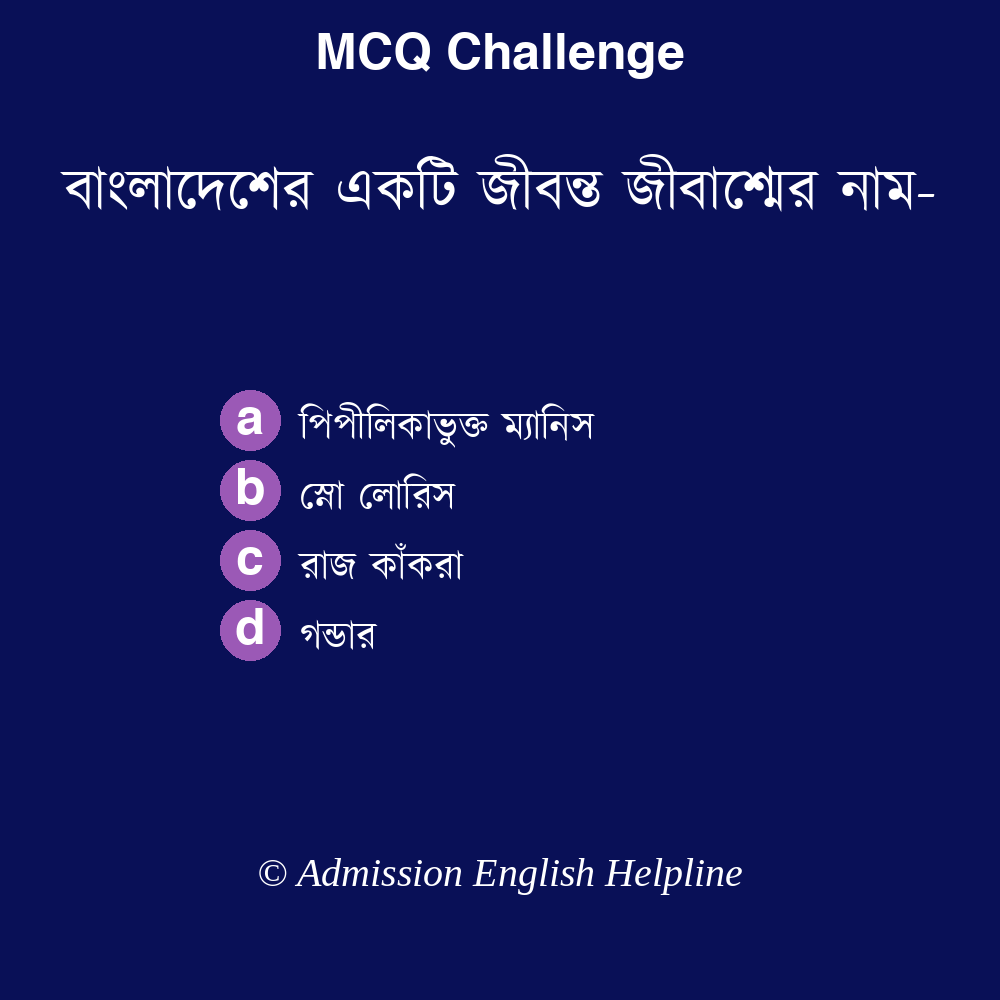 MCQ Challenge
বাংলাদেশের একটি জীবন্ত জীবাশ্মের নাম-
a পিপীলিকাভুক্ত ম্যানিস
b স্লো লোরিস
c রাজ কাঁকরা
d গন্ডার
© Admission English Helpline